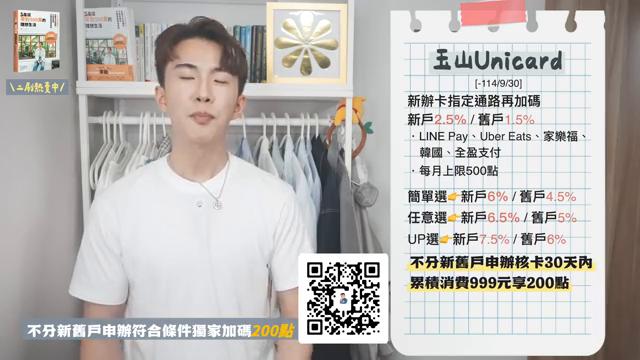 二刷熱賣中
玉山Unicard
[-114/9/30]
新辦卡指定通路再加碼
新戶2.5% / 舊戶1.5%
．LINE Pay、Uber Eats、家樂福、
韓國、全盈支付
．每月上限500點
簡單選👉新戶6% / 舊戶4.5%
任意選👉新戶6.5% / 舊戶5%
UP選👉新戶7.5% / 舊戶6%
不分新舊戶申辦核卡30天內
累積消費999元享200點
不分新舊戶申辦符合條件獨家加碼200點